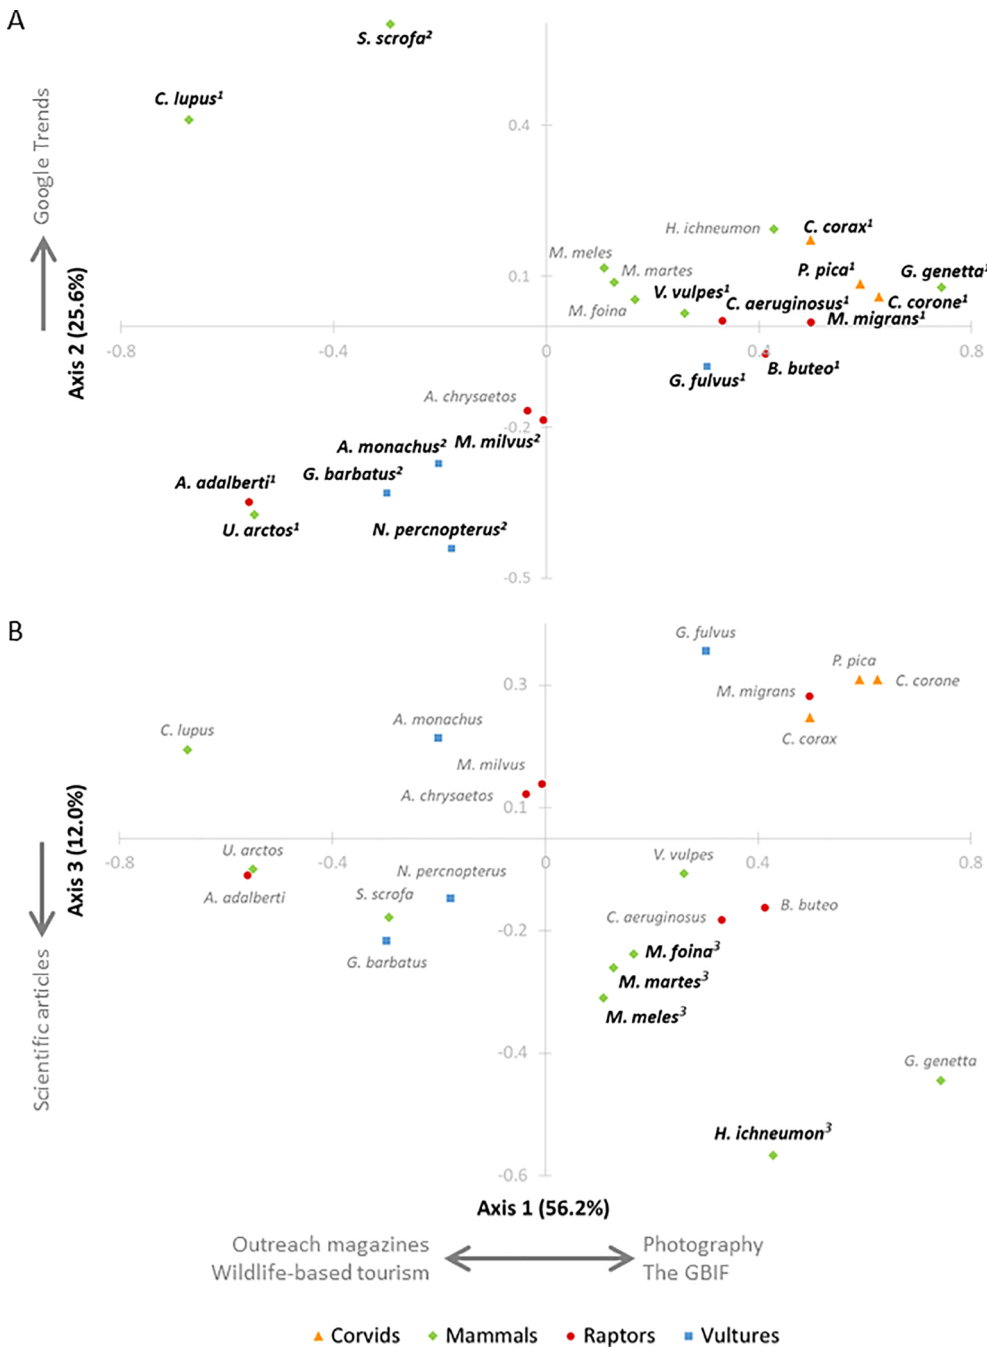 A
S. scrofa²
C. lupus¹
Google Trends
0.4
H. ichneumon
C. corax¹
M. meles
P. pica¹
G. genetta¹
M. martes
0.1
V. vulpes¹
C. aeruginosus¹
C. corone¹
M. foina
M. migrans¹
Axis 2 (25.6%)
-0.8
-0.4
0
0.4
0.8
B. buteo¹
G. fulvus¹
A. chrysaetos
-0.2
A. monachus²
M. milvus²
G. barbatus²
A. adalberti¹
U. arctos¹
N. percnopterus²
-0.5
B
G. fulvus
P. pica
C. corone
0.3
M. migrans
A. monachus
C. lupus
C. corax
M. milvus
A. chrysaetos
0.1
Axis 3 (12.0%)
-0.8
-0.4
0
0.4
0.8
U. arctos
V. vulpes
N. percnopterus
A. adalberti
S. scrofa
B. buteo
C. aeruginosus
-0.2
M. foina³
G. barbatus
M. martes³
M. meles³
Scientific articles
-0.4
G. genetta
H. ichneumon³
-0.6
Axis 1 (56.2%)
Outreach magazines
Wildlife-based tourism
Photography
The GBIF
Corvids Mammals Raptors Vultures